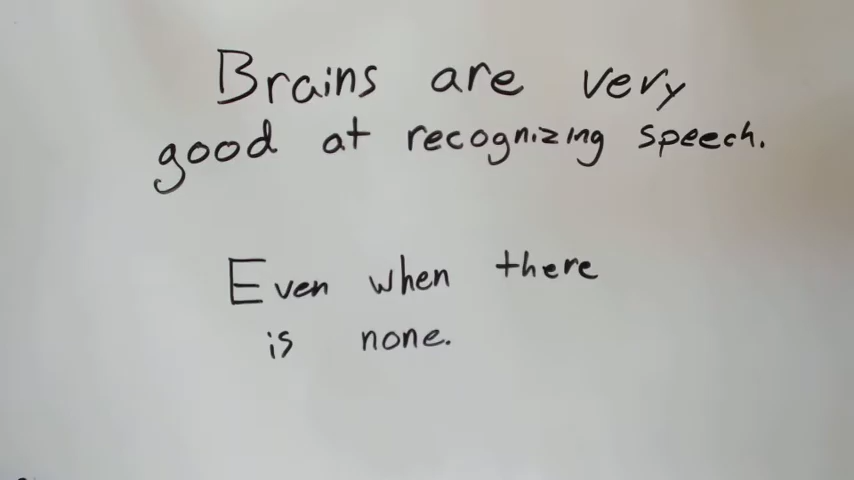 Brains are very
good at recognizing speech.
Even when there
is none.